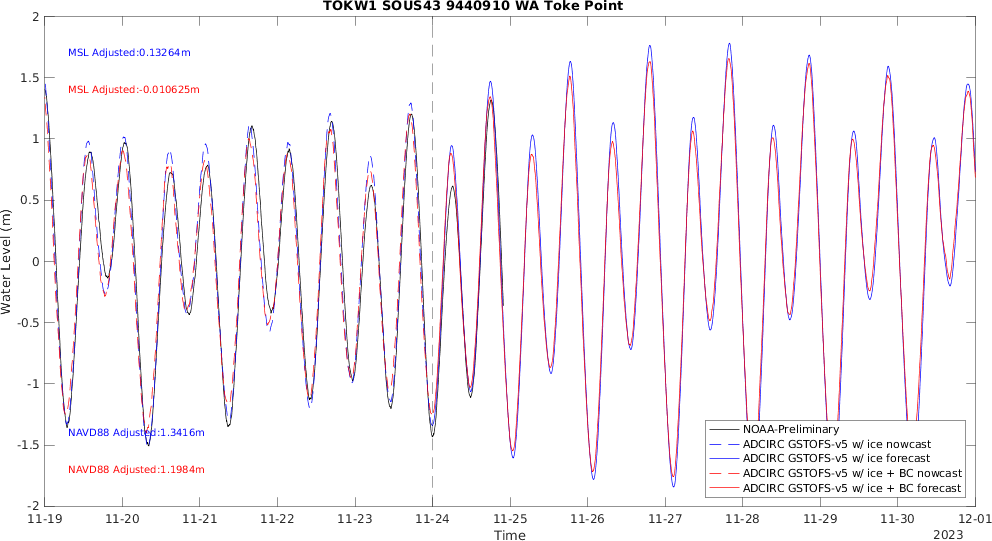 TOKW1 SOUS43 9440910 WA Toke Point
Water Level (m)
2
1.5
1
0.5
0
-0.5
-1
-1.5
-2
MSL Adjusted:0.13264m
MSL Adjusted:-0.010625m
NAVD88 Adjusted:1.3416m
NAVD88 Adjusted:1.1984m
NOAA-Preliminary
ADCIRC GSTOFS-v5 w/ ice nowcast
ADCIRC GSTOFS-v5 w/ ice forecast
ADCIRC GSTOFS-v5 w/ ice + BC nowcast
ADCIRC GSTOFS-v5 w/ ice + BC forecast
11-19 11-20 11-21 11-22 11-23 11-24 11-25 11-26 11-27 11-28 11-29 11-30 12-01
Time
2023